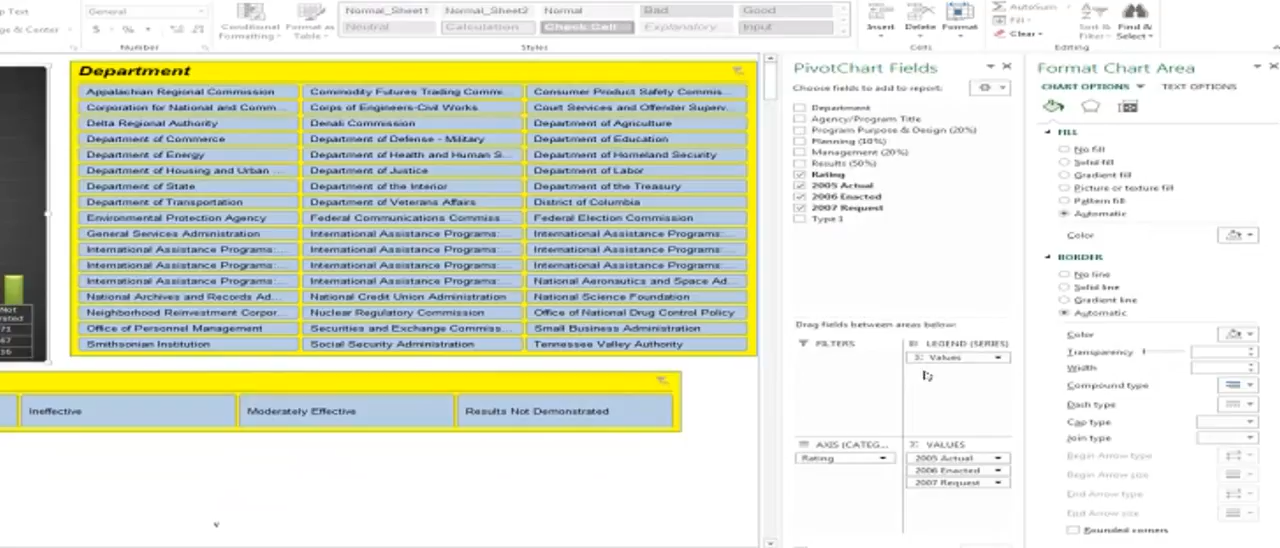 p Text
General
ge & Center
$ - % ,
Conditional Formatting
Format as Table
Normal_Sheet1 Normal_Sheet2 Normal Bad Good
Neutral Calculation Check Cell Explanatory Input
Insert Delete Format
AutoSum
Fill
Clear
Sort & Filter
Find & Select
Number Styles Cells Editing
Department
Appalachian Regional Commission Commodity Futures Trading Commi... Consumer Product Safety Commis...
Corporation for National and Comm... Corps of Engineers-Civil Works Court Services and Offender Superv...
Delta Regional Authority Denali Commission Department of Agriculture
Department of Commerce Department of Defense - Military Department of Education
Department of Energy Department of Health and Human S... Department of Homeland Security
Department of Housing and Urban ... Department of Justice Department of Labor
Department of State Department of the Interior Department of the Treasury
Department of Transportation Department of Veterans Affairs District of Columbia
Environmental Protection Agency Federal Communications Commiss... Federal Election Commission
General Services Administration International Assistance Programs:... International Assistance Programs:...
International Assistance Programs:... International Assistance Programs:... International Assistance Programs:...
International Assistance Programs:... International Assistance Programs:... International Assistance Programs:...
International Assistance Programs:... International Assistance Programs:... National Aeronautics and Space Ad...
National Archives and Records Ad... National Credit Union Administration National Science Foundation
Neighborhood Reinvestment Corpor... Nuclear Regulatory Commission Office of National Drug Control Policy
Office of Personnel Management Securities and Exchange Commiss... Small Business Administration
Smithsonian Institution Social Security Administration Tennessee Valley Authority
Ineffective Moderately Effective Results Not Demonstrated
PivotChart Fields
Choose fields to add to report:
Department
Agency/Program Title
Program Purpose & Design (20%)
Planning (10%)
Management (20%)
Results (50%)
Rating
2005 Actual
2006 Enacted
2007 Request
Type 1
Drag fields between areas below:
FILTERS
LEGEND (SERIES)
Values
AXIS (CATEG...
Rating
VALUES
2005 Actual
2006 Enacted
2007 Request
Format Chart Area
CHART OPTIONS TEXT OPTIONS
FILL
No fill
Solid fill
Gradient fill
Picture or texture fill
Pattern fill
Automatic
Color
BORDER
No line
Solid line
Gradient line
Automatic
Color
Transparency
Width
Compound type
Dash type
Cap type
Join type
Begin Arrow type
Begin Arrow size
End Arrow type
End Arrow size
Rounded corners